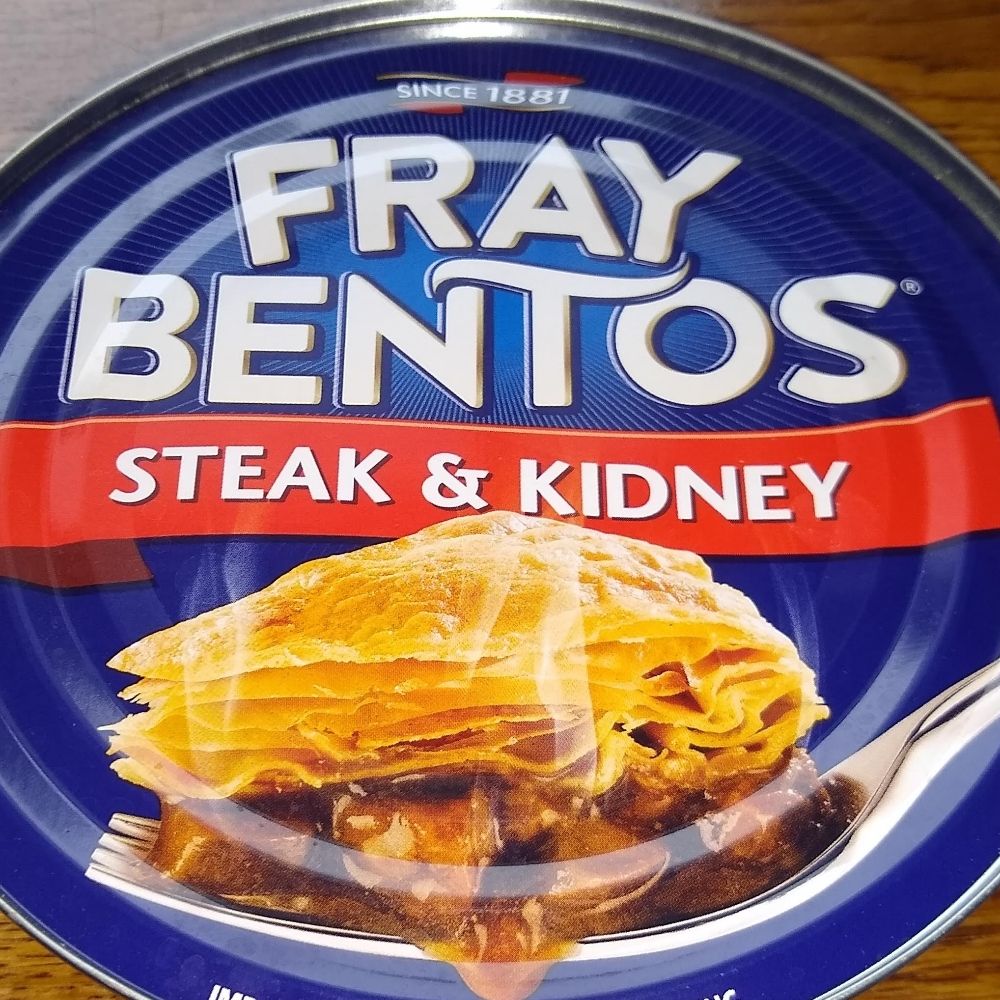 SINCE 1881
FRAY
BENTOS®
STEAK & KIDNEY